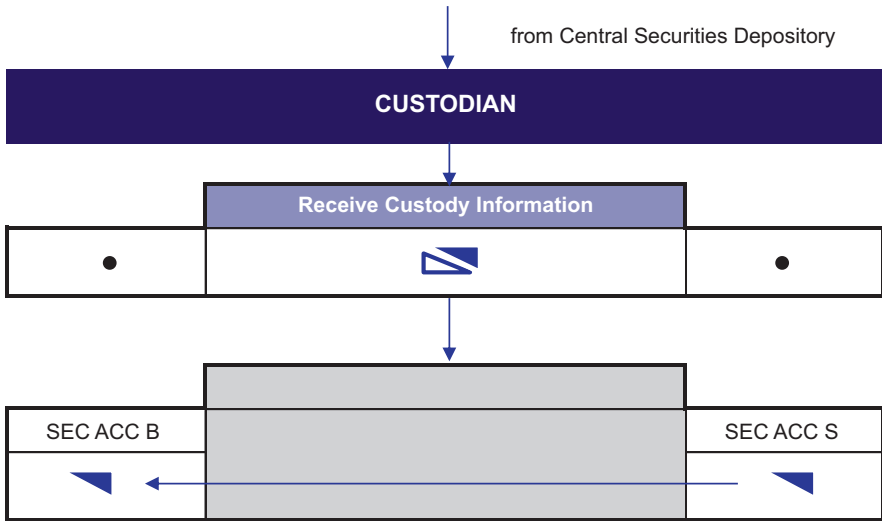 from Central Securities Depository
CUSTODIAN
Receive Custody Information
SEC ACC B
SEC ACC S